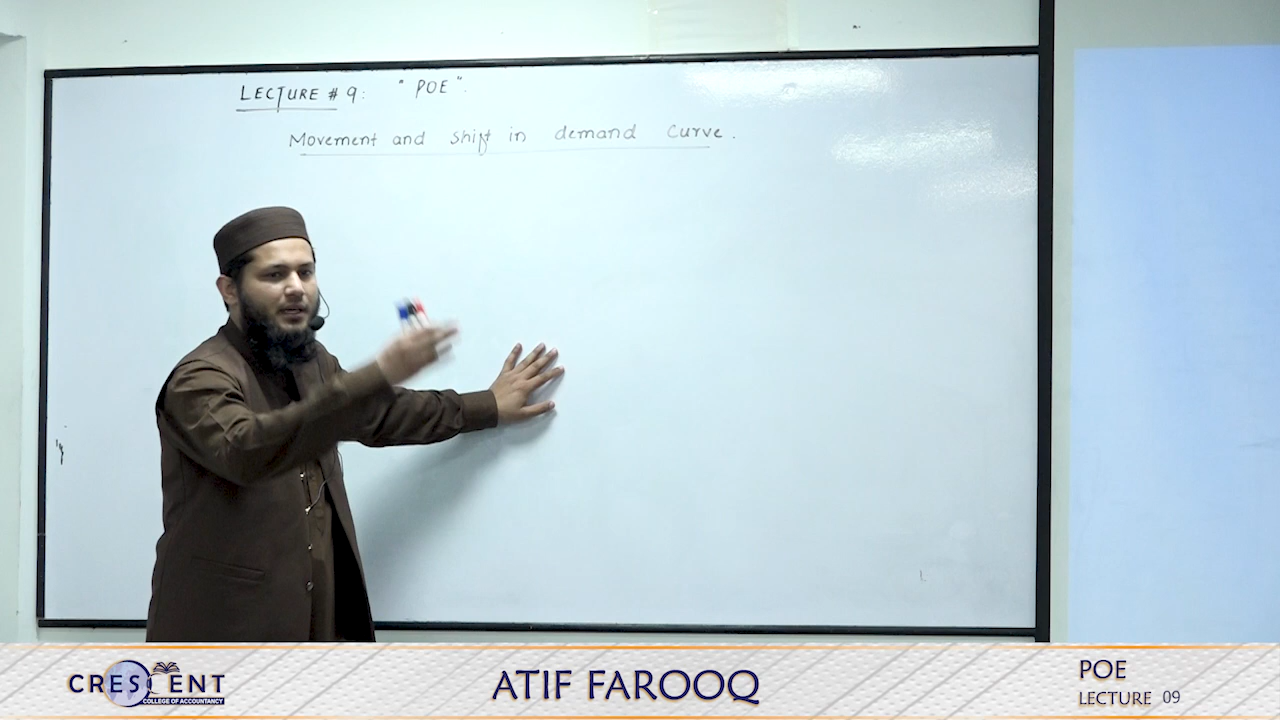 LECTURE # 9: "POE".
Movement and shift in demand curve.
CRESCENT
COLLEGE OF ACCOUNTANCY
ATIF FAROOQ
POE
LECTURE 09